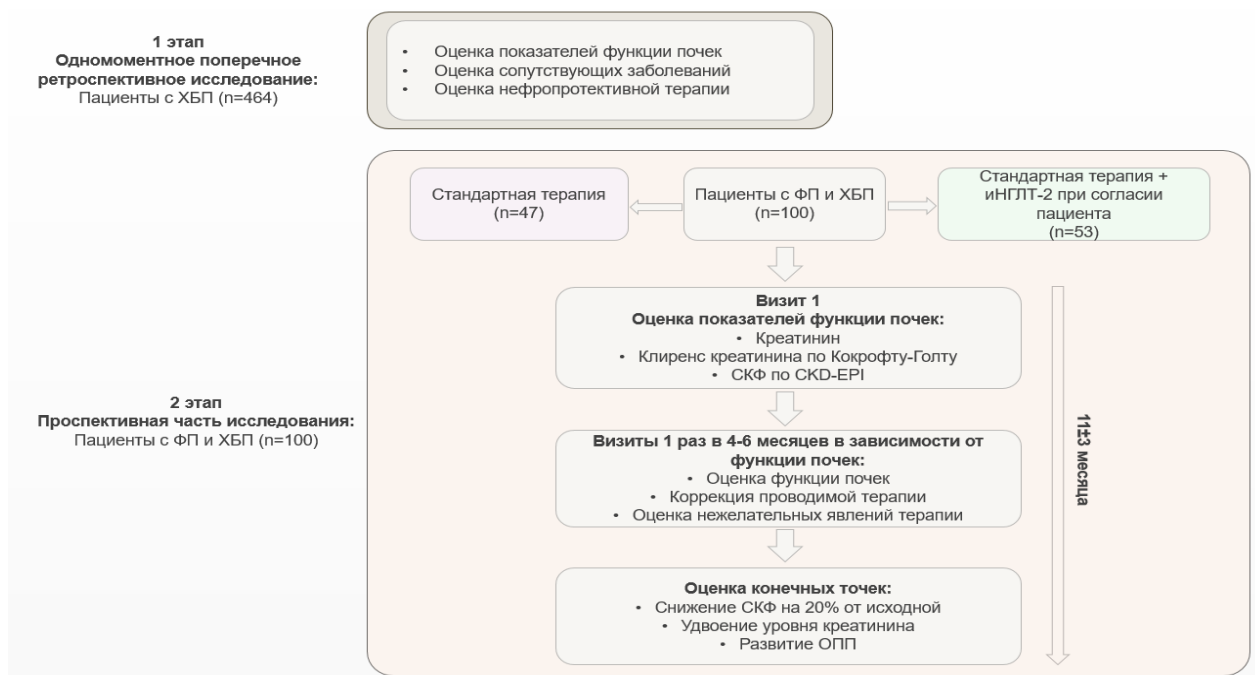 1 этап
Одномоментное поперечное
ретроспективное исследование:
Пациенты с ХБП (n=464)
• Оценка показателей функции почек
• Оценка сопутствующих заболеваний
• Оценка нефропротективной терапии
Стандартная терапия
(n=47)
Пациенты с ФП и ХБП
(n=100)
Стандартная терапия +
иНГЛТ-2 при согласии
пациента
(n=53)
Визит 1
Оценка показателей функции почек:
• Креатинин
• Клиренс креатинина по Кокрофту-Голту
• СКФ по CKD-EPI
2 этап
Проспективная часть исследования:
Пациенты с ФП и ХБП (n=100)
Визиты 1 раз в 4-6 месяцев в зависимости от
функции почек:
• Оценка функции почек
• Коррекция проводимой терапии
• Оценка нежелательных явлений терапии
11±3 месяца
Оценка конечных точек:
• Снижение СКФ на 20% от исходной
• Удвоение уровня креатинина
• Развитие ОПП